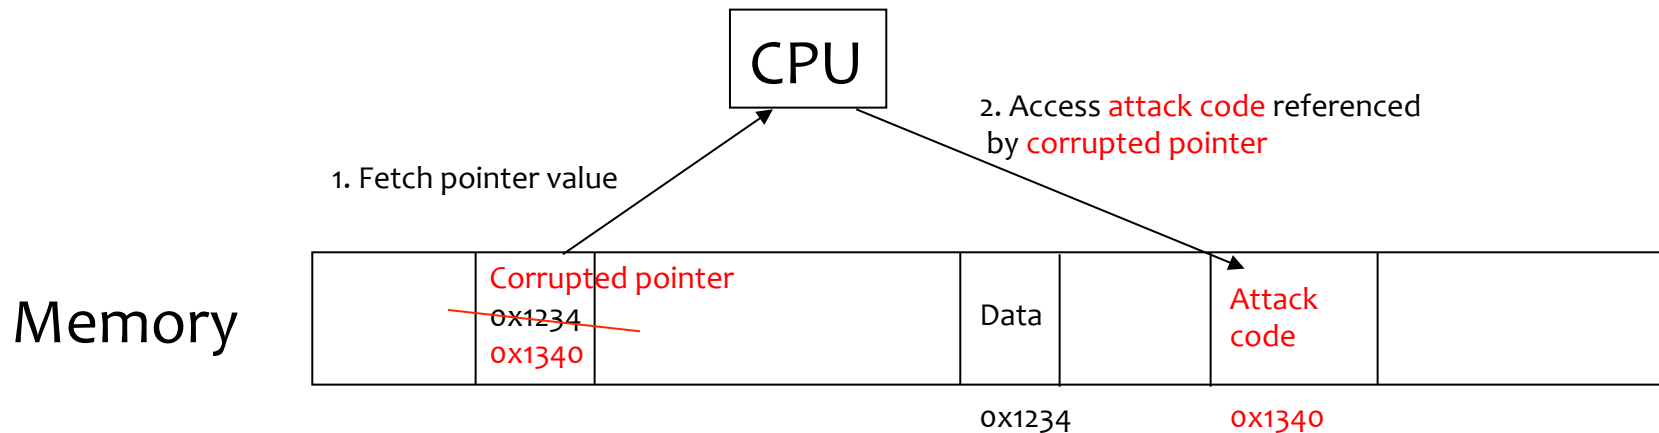 CPU
2. Access attack code referenced
by corrupted pointer
1. Fetch pointer value
Memory
Corrupted pointer
0x1234
0x1340
Data
Attack
code
0x1234
0x1340